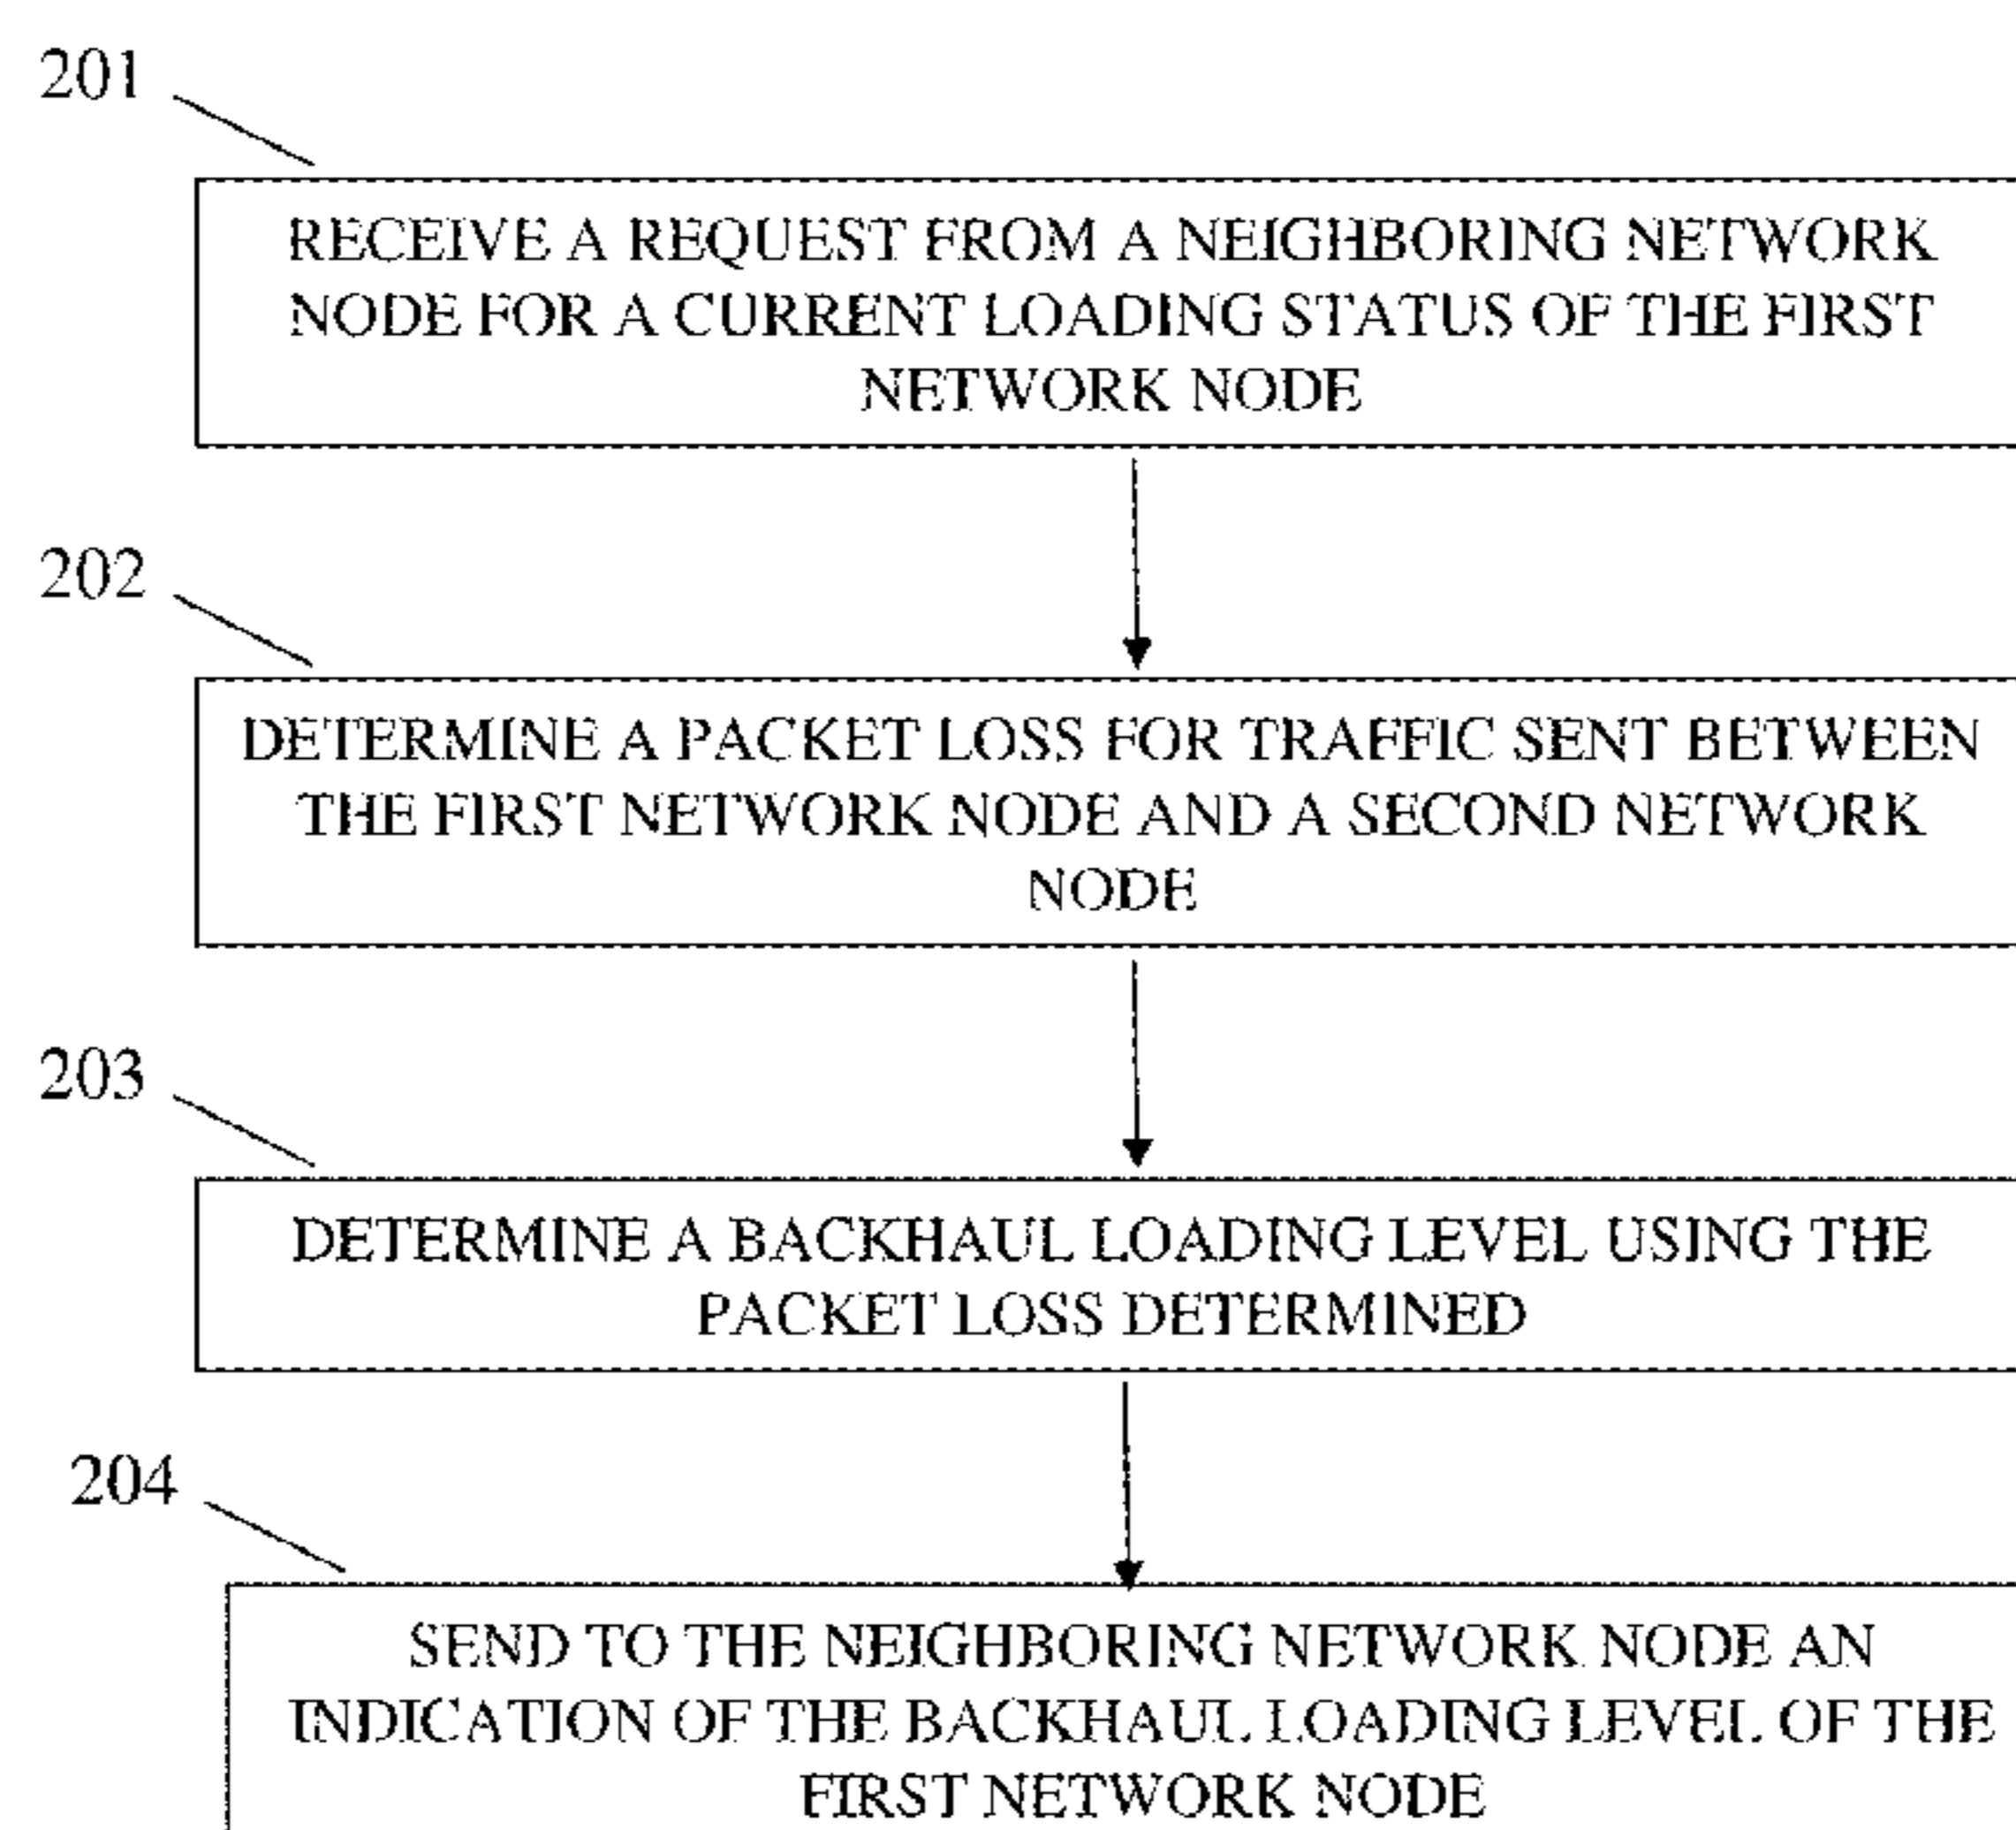 201
RECEIVE A REQUEST FROM A NEIGHBORING NETWORK
NODE FOR A CURRENT LOADING STATUS OF THE FIRST
NETWORK NODE
202
DETERMINE A PACKET LOSS FOR TRAFFIC SENT BETWEEN
THE FIRST NETWORK NODE AND A SECOND NETWORK
NODE
203
DETERMINE A BACKHAUL LOADING LEVEL USING THE
PACKET LOSS DETERMINED
204
SEND TO THE NEIGHBORING NETWORK NODE AN
INDICATION OF THE BACKHAUL LOADING LEVEL OF THE
FIRST NETWORK NODE